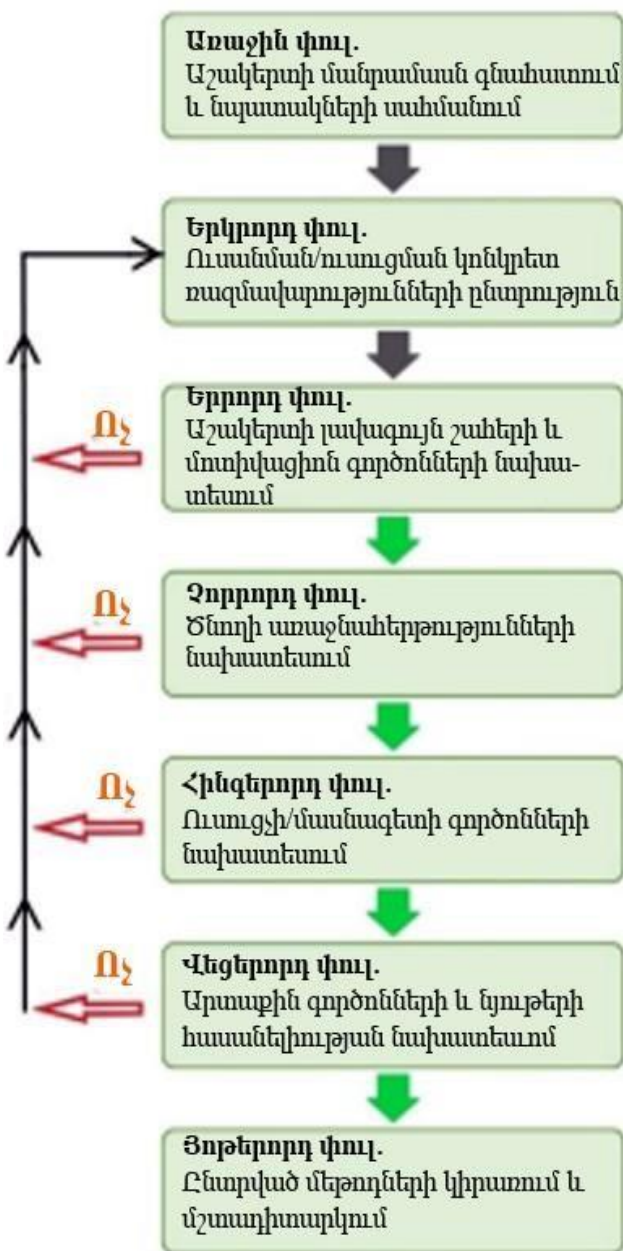 Առաջին փուլ.
Աշակերտի մանրամասն գնահատում
և նպատակների սահմանում
Երկրորդ փուլ.
Ուսանման/ուսուցման կոնկրետ
ռազմավարությունների ընտրություն
Երրորդ փուլ.
Ոչ
Աշակերտի լավագույն շահերի և
մոտիվացիոն գործոնների նախա-
տեսում
Չորրորդ փուլ.
Ոչ
Ծնողի առաջնահերթությունների
նախատեսում
Հինգերորդ փուլ.
Ոչ
Ուսուցչի/մասնագետի գործոնների
նախատեսում
Վեցերորդ փուլ.
Ոչ
Արտաքին գործոնների և նյութերի
հասանելիության նախատեսւոմ
Յոթերորդ փուլ.
Ընտրված մեթոդների կիրառում և
մշտադիտարկում